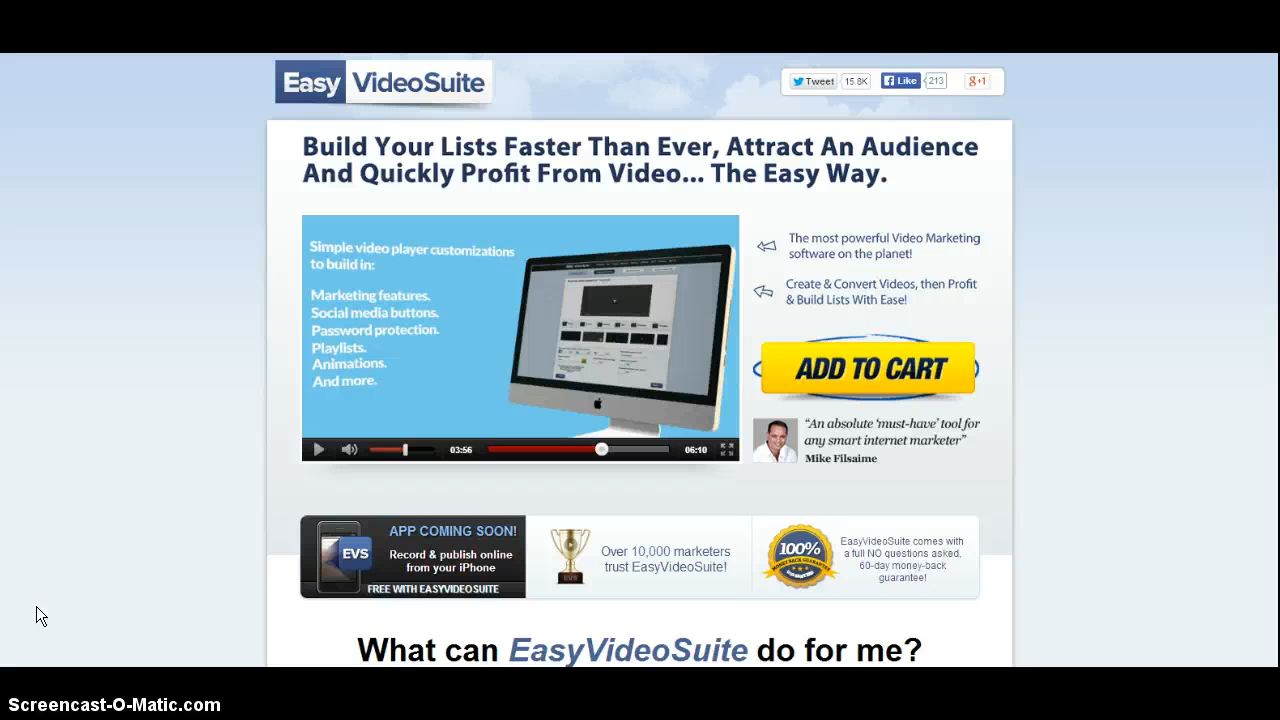 Easy VideoSuite
Tweet 15.8K Like 213 g+1
Build Your Lists Faster Than Ever, Attract An Audience
And Quickly Profit From Video... The Easy Way.
Simple video player customizations
to build in:
Marketing features.
Social media buttons.
Password protection.
Playlists.
Animations.
And more.
03:56
06:10
The most powerful Video Marketing
software on the planet!
Create & Convert Videos, then Profit
& Build Lists With Ease!
ADD TO CART
"An absolute 'must-have' tool for
any smart internet marketer"
Mike Filsaime
EVS
APP COMING SOON!
Record & publish online
from your iPhone
FREE WITH EASYVIDEOSUITE
EVS
Over 10,000 marketers
trust EasyVideoSuite!
100%
EasyVideoSuite comes with
a full NO questions asked,
60-day money-back
guarantee!
What can EasyVideoSuite do for me?
Screencast-O-Matic.com